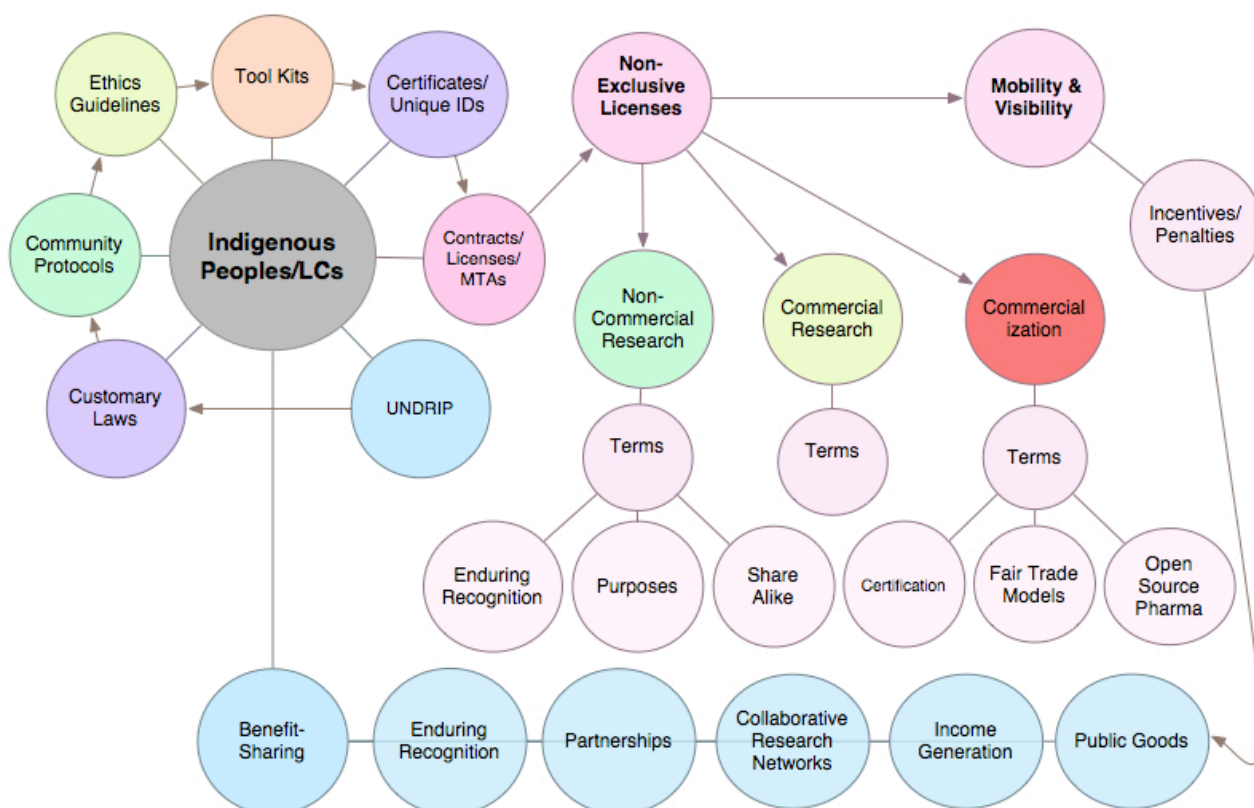 Ethics
Guidelines
Tool Kits
Certificates/
Unique IDs
Non-
Exclusive
Licenses
Mobility &
Visibility
Community
Protocols
Indigenous
Peoples/LCs
Contracts/
Licenses/
MTAs
Incentives/
Penalties
Non-
Commercial
Research
Commercial
Research
Commercial
ization
Customary
Laws
UNDRIP
Terms
Terms
Terms
Enduring
Recognition
Purposes
Share
Alike
Certification
Fair Trade
Models
Open
Source
Pharma
Benefit-
Sharing
Enduring
Recognition
Partnerships
Collaborative
Research
Networks
Income
Generation
Public Goods